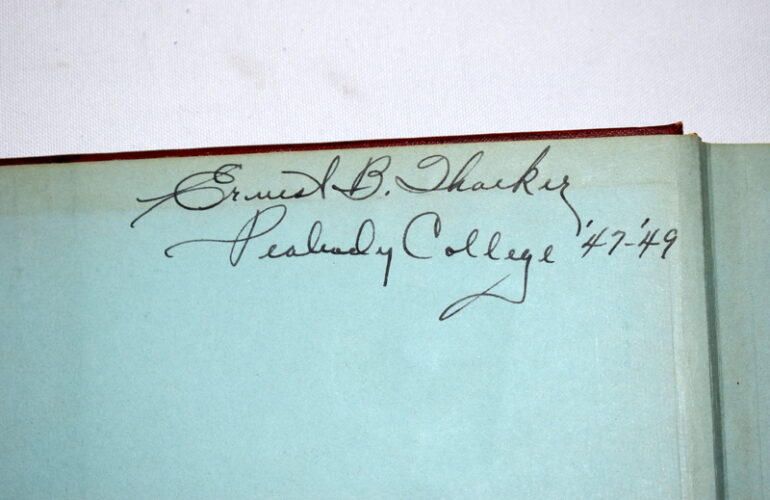 Ernest B. Thacker
Peabody College '47-'49